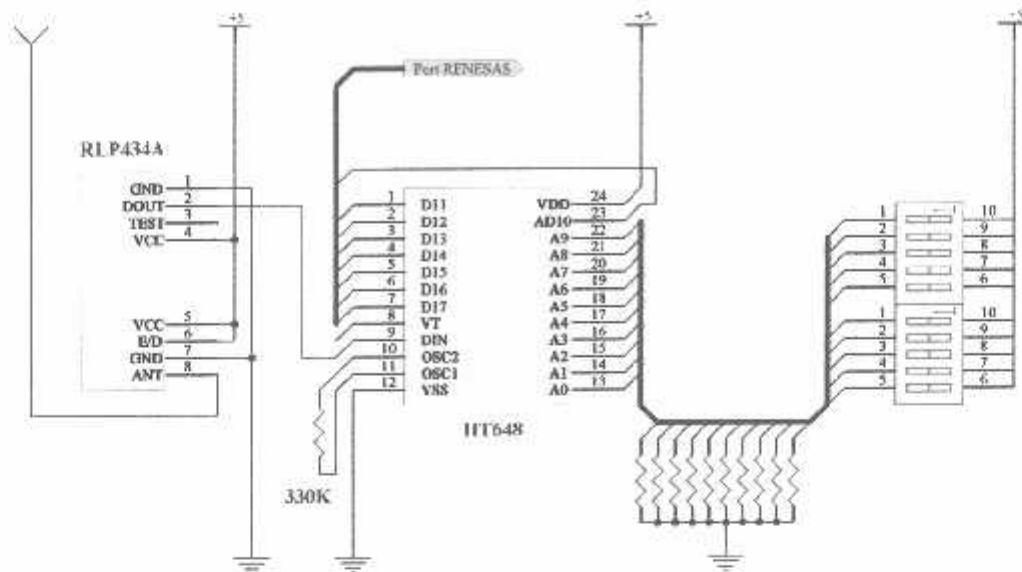 +5
+5
+5
Port RENESAS
RLP434A
GND 1
DOUT 2
TEST 3
VCC 4
VCC 5
E/D 6
GND 7
ANT 8
1 D11
2 D12
3 D13
4 D14
5 D15
6 D16
7 D17
8 VT
9 DIN
10 OSC2
11 OSC1
12 VSS
VDD 24
AD10 23
A9 22
A8 21
A7 20
A6 19
A5 18
A4 17
A3 16
A2 15
A1 14
A0 13
HT648
330K
1 10
2 9
3 8
4 7
5 6
1 10
2 9
3 8
4 7
5 6